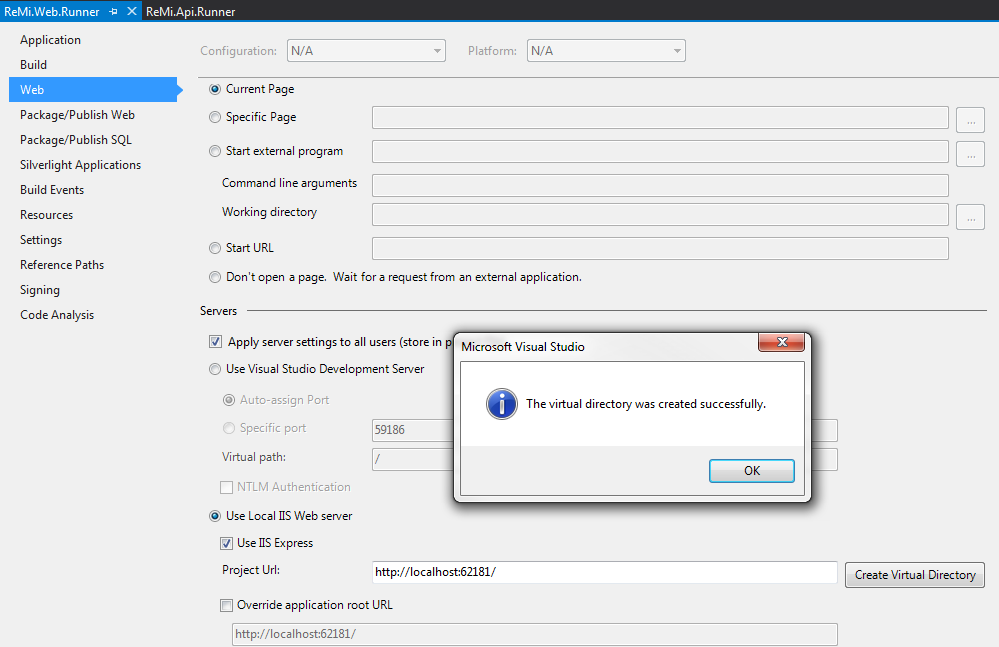 ReMi.Web.Runner ReMi.Api.Runner
Application
Build
Web
Package/Publish Web
Package/Publish SQL
Silverlight Applications
Build Events
Resources
Settings
Reference Paths
Signing
Code Analysis
Configuration: N/A Platform: N/A
Current Page
Specific Page ...
Start external program ...
Command line arguments
Working directory ...
Start URL
Don't open a page. Wait for a request from an external application.
Servers
Apply server settings to all users (store in p
Use Visual Studio Development Server
Auto-assign Port
Specific port 59186
Virtual path: /
NTLM Authentication
Microsoft Visual Studio
The virtual directory was created successfully.
OK
Use Local IIS Web server
Use IIS Express
Project Url: http://localhost:62181/ Create Virtual Directory
Override application root URL
http://localhost:62181/